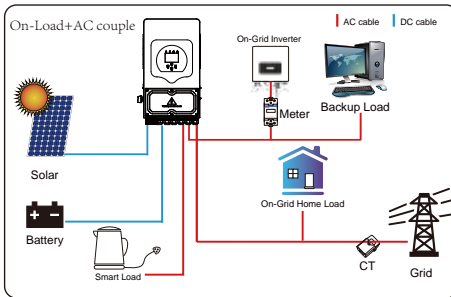 On-Load+AC couple
AC cable
DC cable
On-Grid Inverter
Meter
Backup Load
Solar
On-Grid Home Load
Battery
Smart Load
CT
Grid